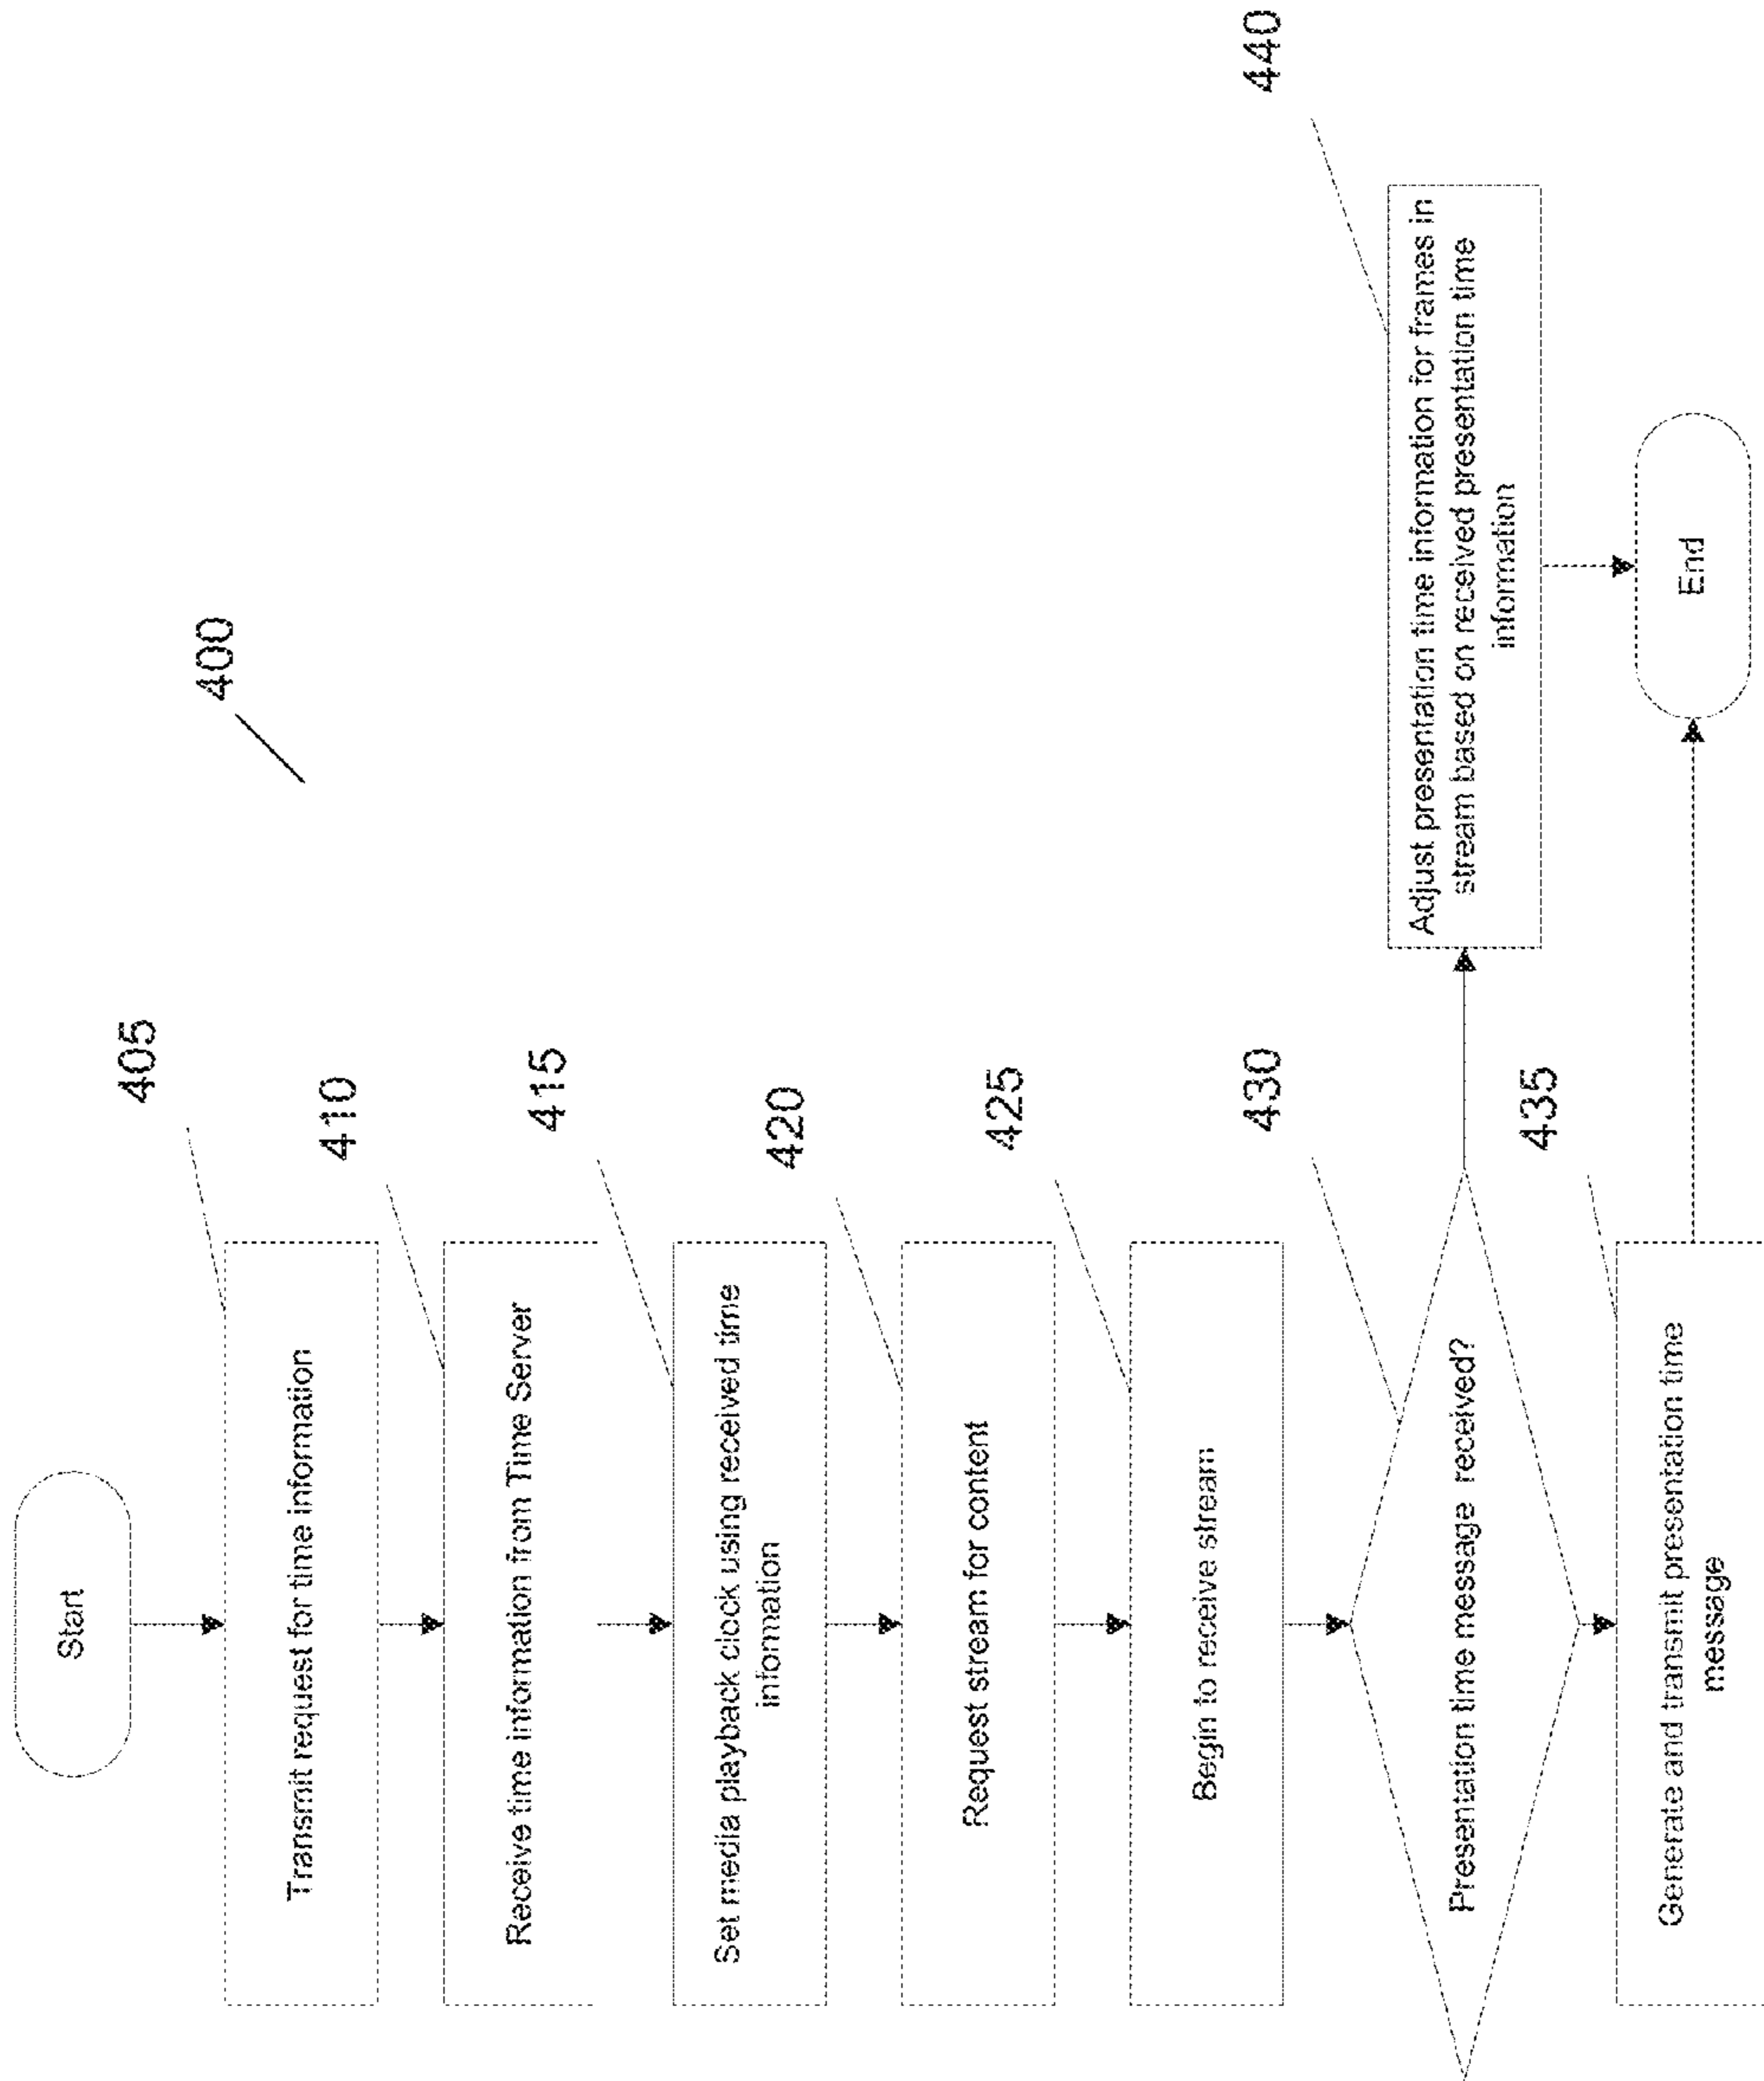 400
Start
405
Transmit request for time information
410
Receive time information from Time Server
415
Set media playback clock using received time
information
420
Request stream for content
425
Begin to receive stream
430
Presentation time message received?
440
Adjust presentation time information for frames in
stream based on received presentation time
information
435
Generate and transmit presentation time
message
End